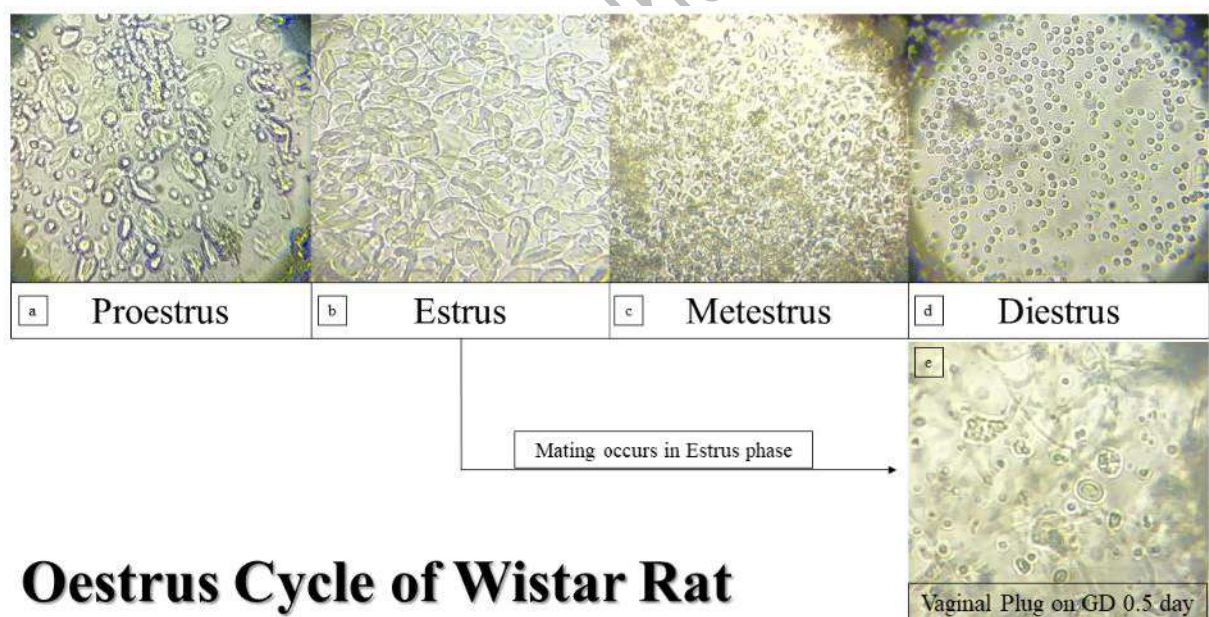 a Proestrus
b Estrus
c Metestrus
d Diestrus
e
Mating occurs in Estrus phase
Oestrus Cycle of Wistar Rat
Vaginal Plug on GD 0.5 day